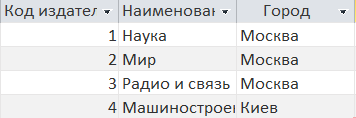 Код издател Наименован Город
1 Наука Москва
2 Мир Москва
3 Радио и связь Москва
4 Машиностроен Киев